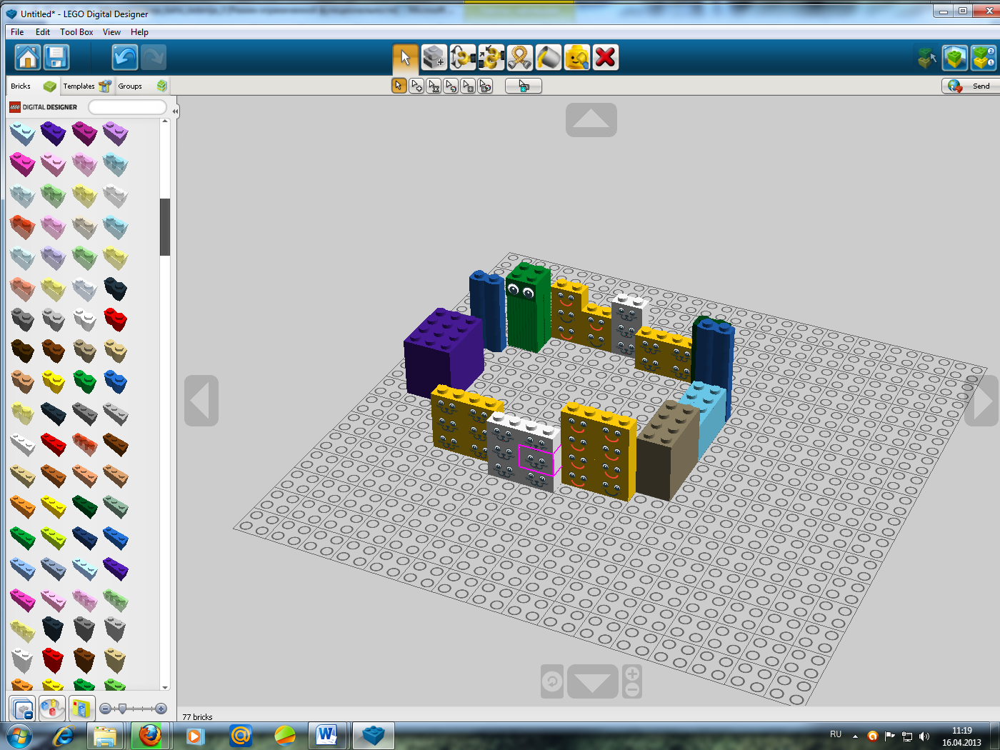 Untitled* - LEGO Digital Designer
File Edit Tool Box View Help
Bricks Templates Groups
Send
LEGO DIGITAL DESIGNER
77 bricks
RU
11:19
16.04.2013